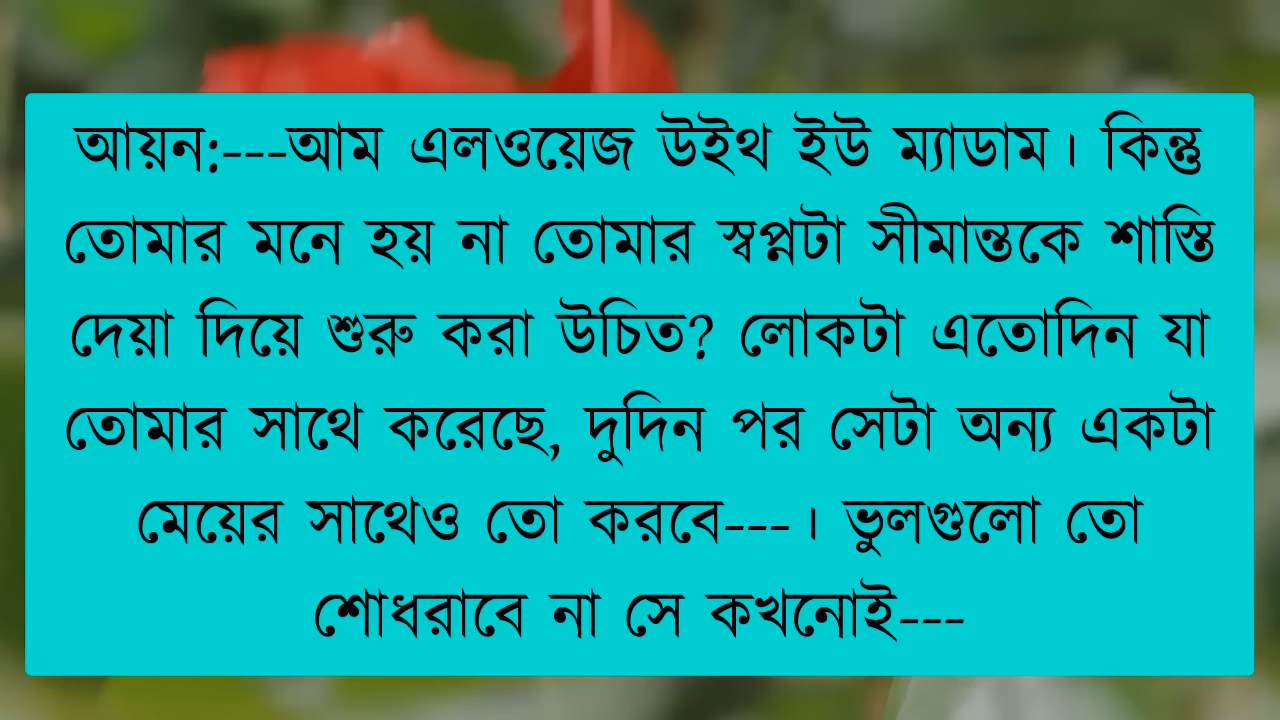 আয়ন:---আম এলওয়েজ উইথ ইউ ম্যাডাম। কিন্তু
তোমার মনে হয় না তোমার স্বপ্নটা সীমান্তকে শাস্তি
দেয়া দিয়ে শুরু করা উচিত? লোকটা এতোদিন যা
তোমার সাথে করেছে, দুদিন পর সেটা অন্য একটা
মেয়ের সাথেও তো করবে---। ভুলগুলো তো
শোধরাবে না সে কখনোই---